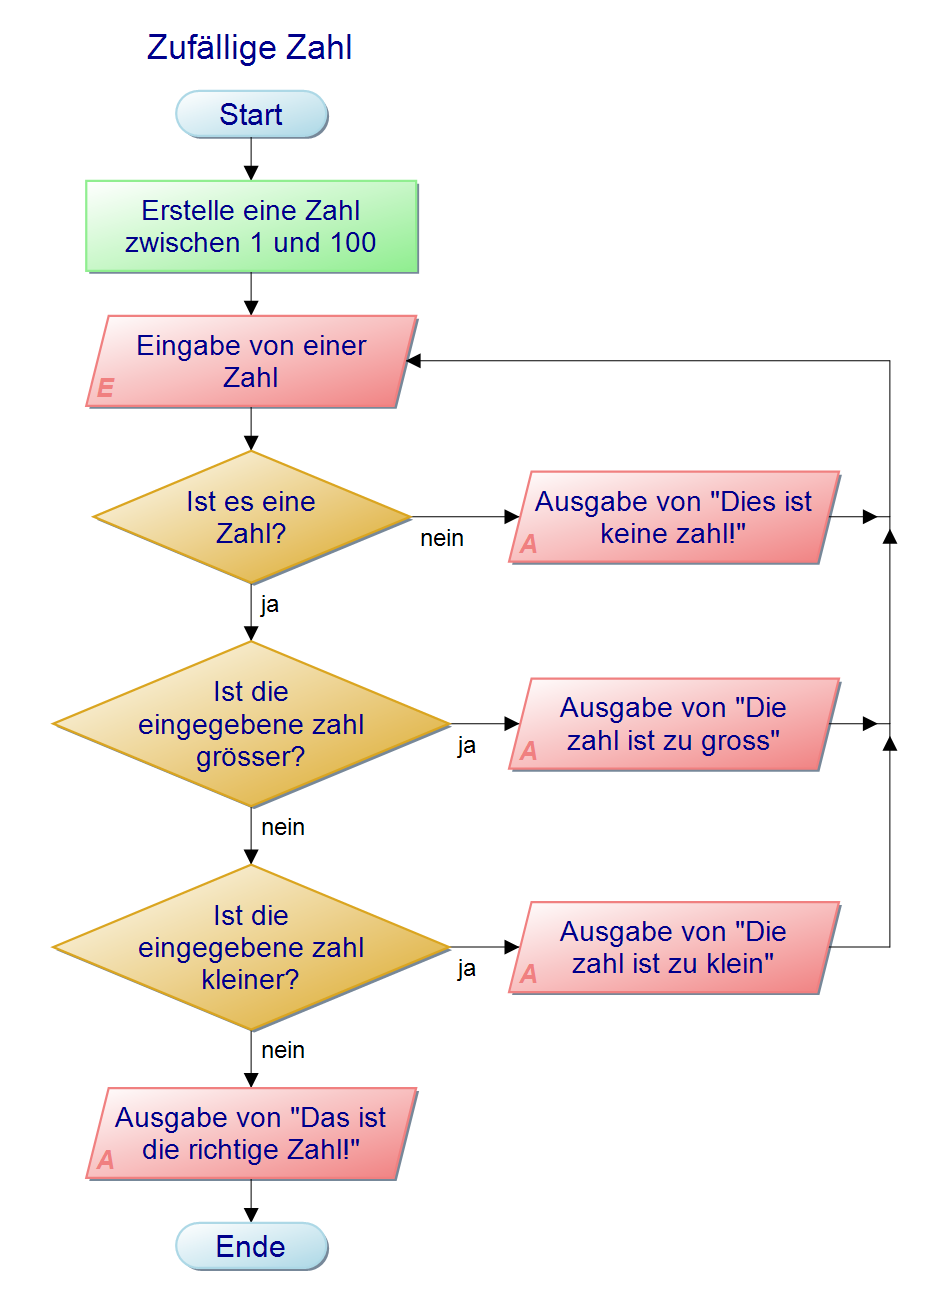 Zufällige Zahl
Start
Erstelle eine Zahl
zwischen 1 und 100
Eingabe von einer
Zahl
E
Ist es eine
Zahl?
nein
Ausgabe von "Dies ist
keine zahl!"
A
ja
Ist die
eingegebene zahl
grösser?
ja
Ausgabe von "Die
zahl ist zu gross"
A
nein
Ist die
eingegebene zahl
kleiner?
ja
Ausgabe von "Die
zahl ist zu klein"
A
nein
Ausgabe von "Das ist
die richtige Zahl!"
A
Ende